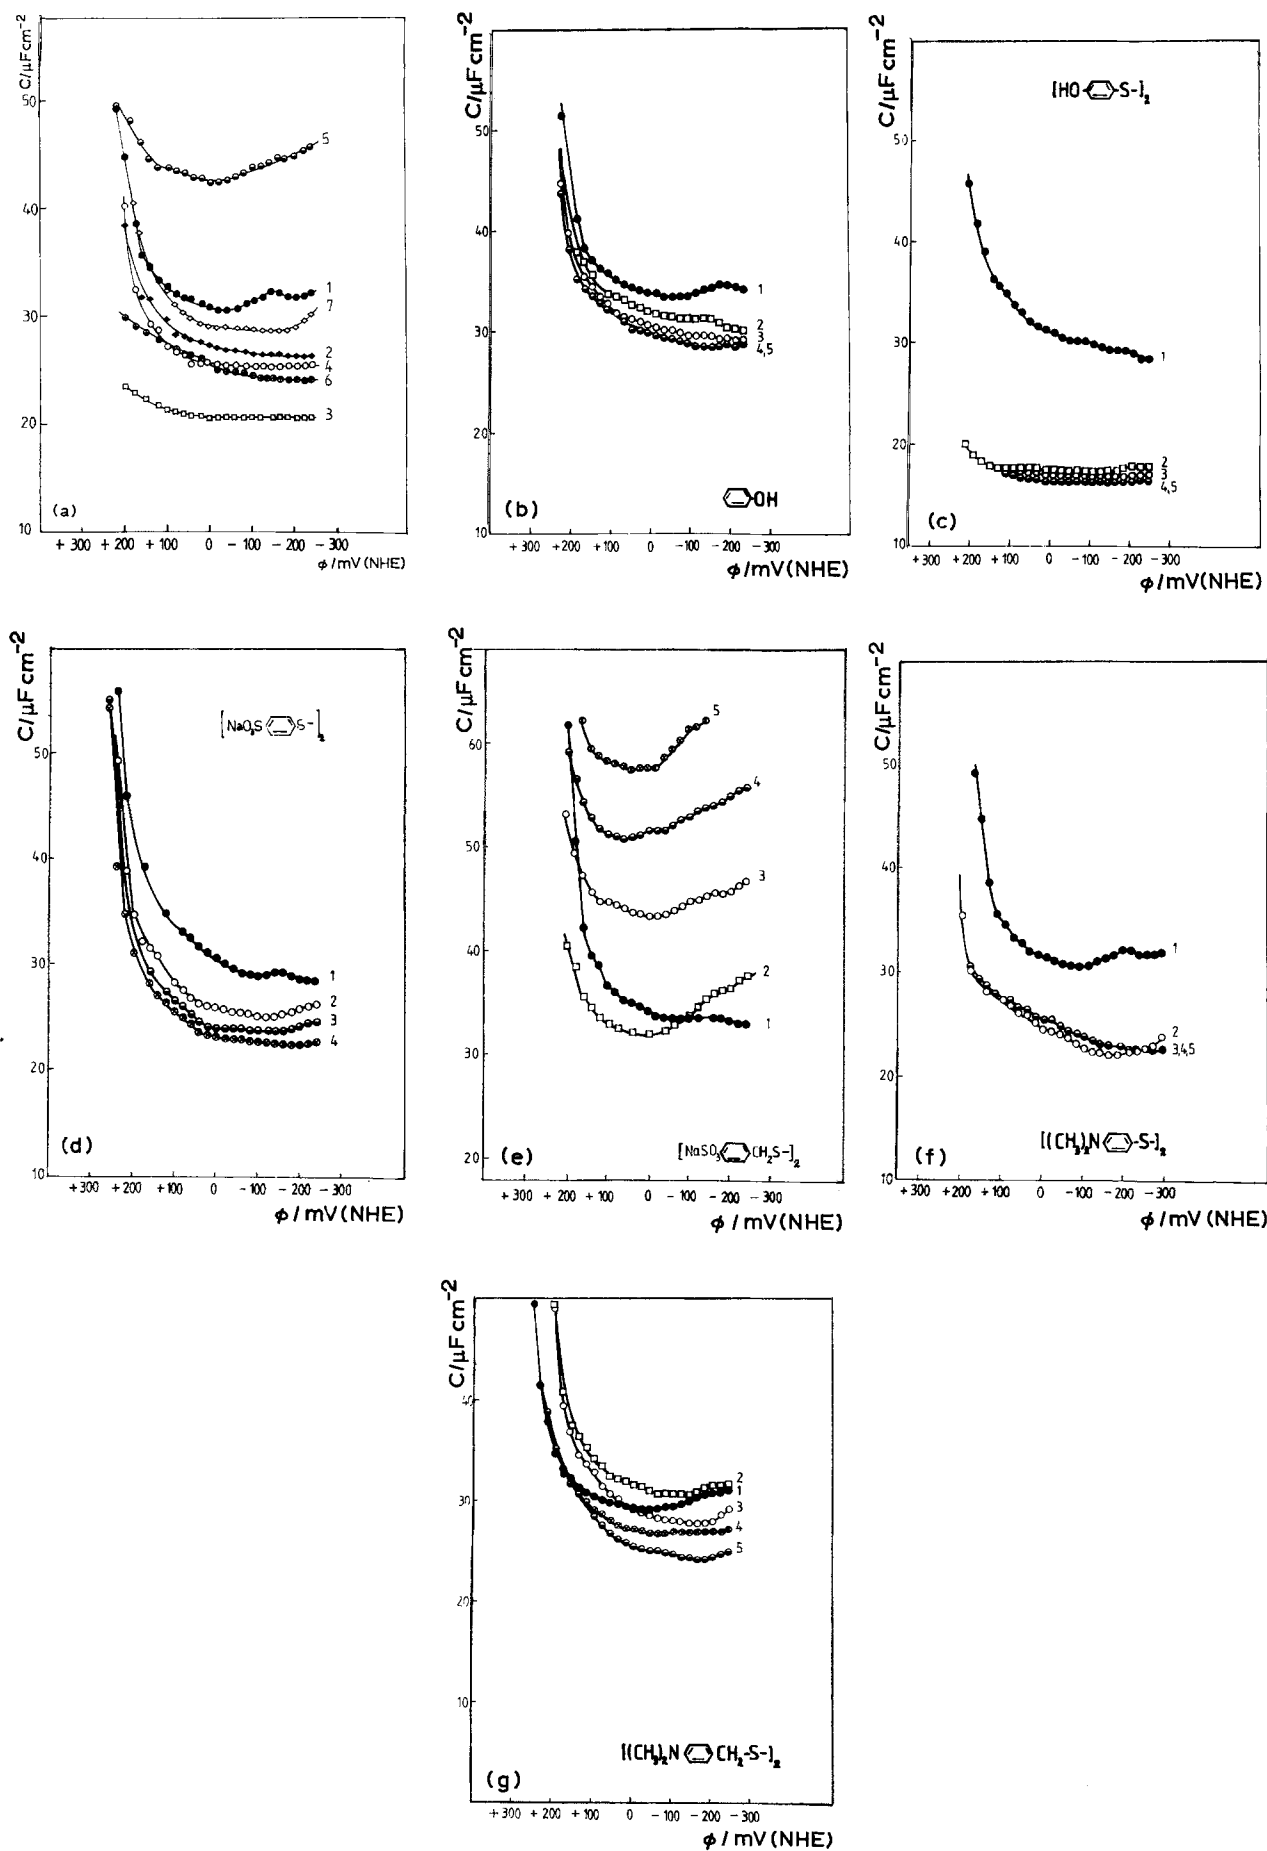 C/μFcm-2
50
40
30
20
10
5
1
7
2
4
6
3
(a)
+300 +200 +100 0 -100 -200 -300
φ/mV(NHE)
C/μFcm-2
50
40
30
20
10
1
2
3
4,5
(b)
OH
+300 +200 +100 0 -100 -200 -300
φ/mV(NHE)
C/μFcm-2
[HO-S-]2
50
40
30
20
10
1
2
3
4,5
(c)
+300 +200 +100 0 -100 -200 -300
φ/mV(NHE)
C/μFcm-2
[NaO3S S-]2
50
40
30
20
10
1
2
3
4
(d)
+300 +200 +100 0 -100 -200 -300
φ/mV(NHE)
C/μFcm-2
60
50
40
30
20
5
4
3
2
1
(e)
[NaSO3 CH2S-]2
+300 +200 +100 0 -100 -200 -300
φ/mV(NHE)
C/μFcm-2
50
40
30
20
10
1
2
3,4,5
(f)
[(CH3)2N-S-]2
+300 +200 +100 0 -100 -200 -300
φ/mV(NHE)
C/μFcm-2
40
30
20
10
2
1
3
4
5
(g)
[(CH3)2N CH2-S-]2
+300 +200 +100 0 -100 -200 -300
φ/mV(NHE)